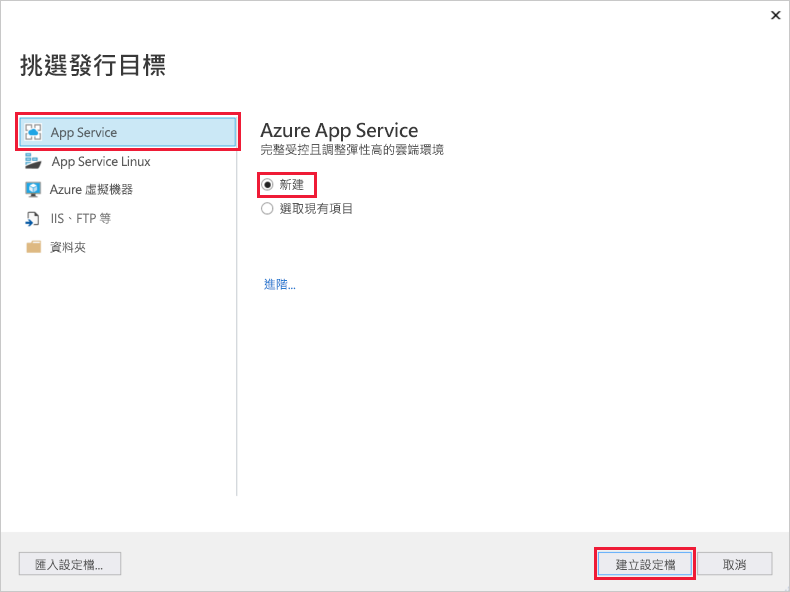 挑選發行目標
App Service
App Service Linux
Azure 虛擬機器
IIS、FTP 等
資料夾
Azure App Service
完整受控且調整彈性高的雲端環境
新建
選取現有項目
進階...
匯入設定檔...
建立設定檔
取消